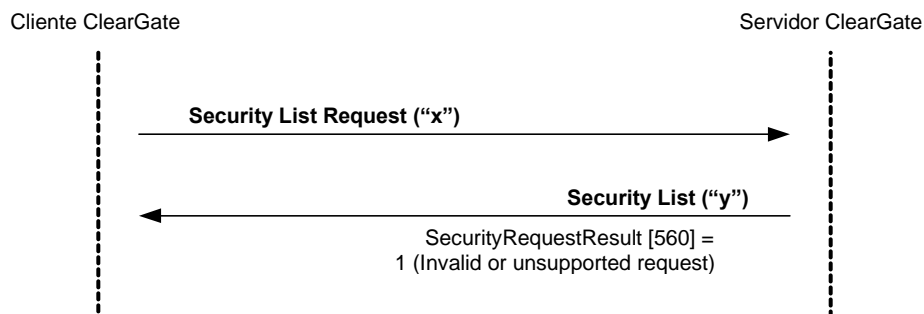 Cliente ClearGate
Servidor ClearGate
Security List Request (“x”)
Security List (“y”)
SecurityRequestResult [560] =
1 (Invalid or unsupported request)